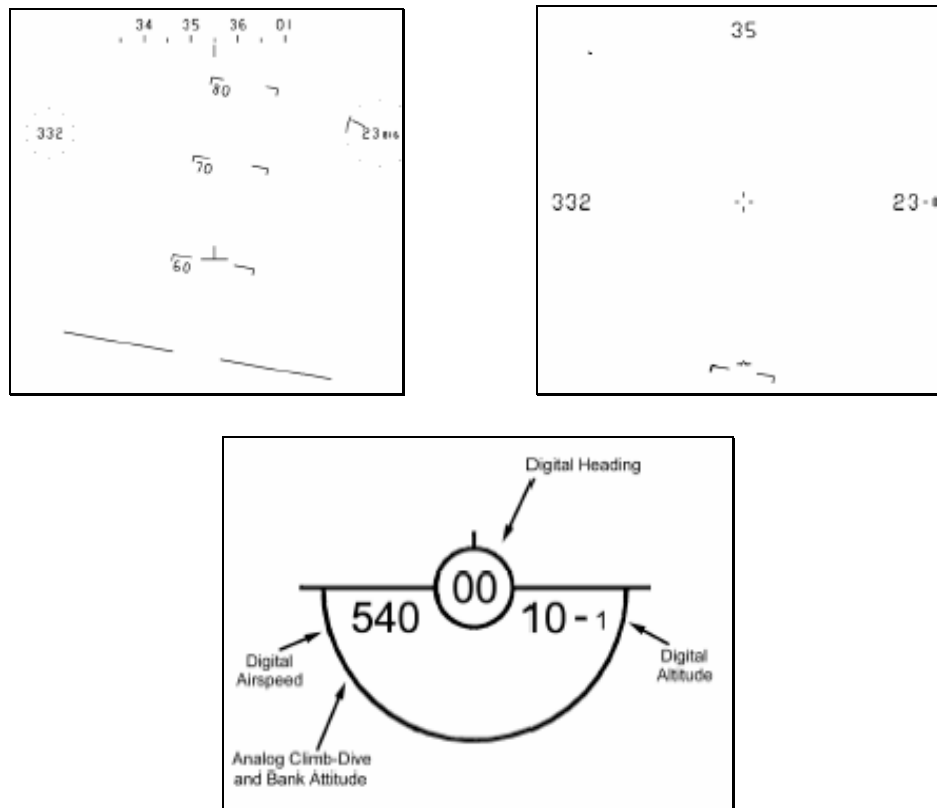 34 35 36 01
80
332
23
70
60
35
332
23-
Digital Heading
00
540
10-1
Digital
Airspeed
Digital
Altitude
Analog Climb-Dive
and Bank Attitude